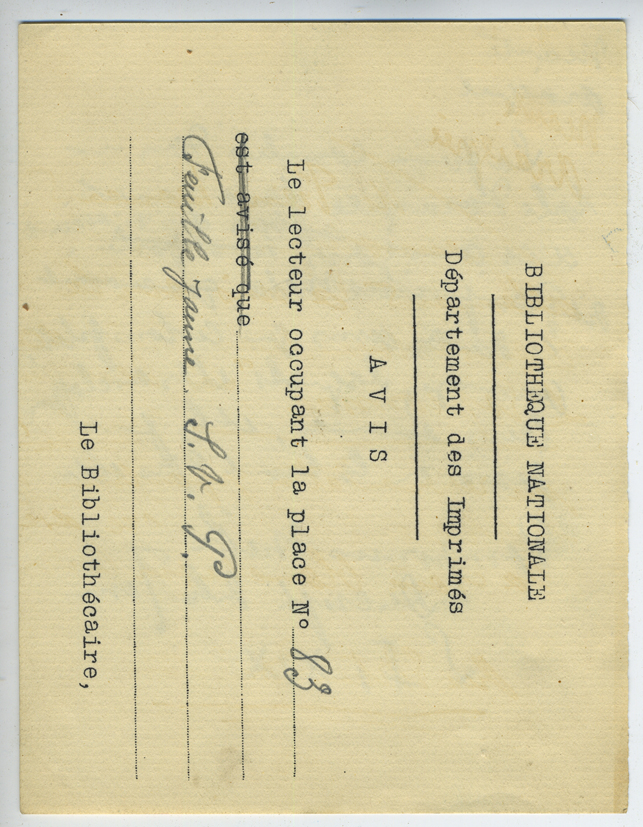 BIBLIOTHEQUE NATIONALE
Département des Imprimés
AVIS
Le lecteur occupant la place Nº 83
est avisé que
Feuille jaune S.V.P.
Le Bibliothécaire,